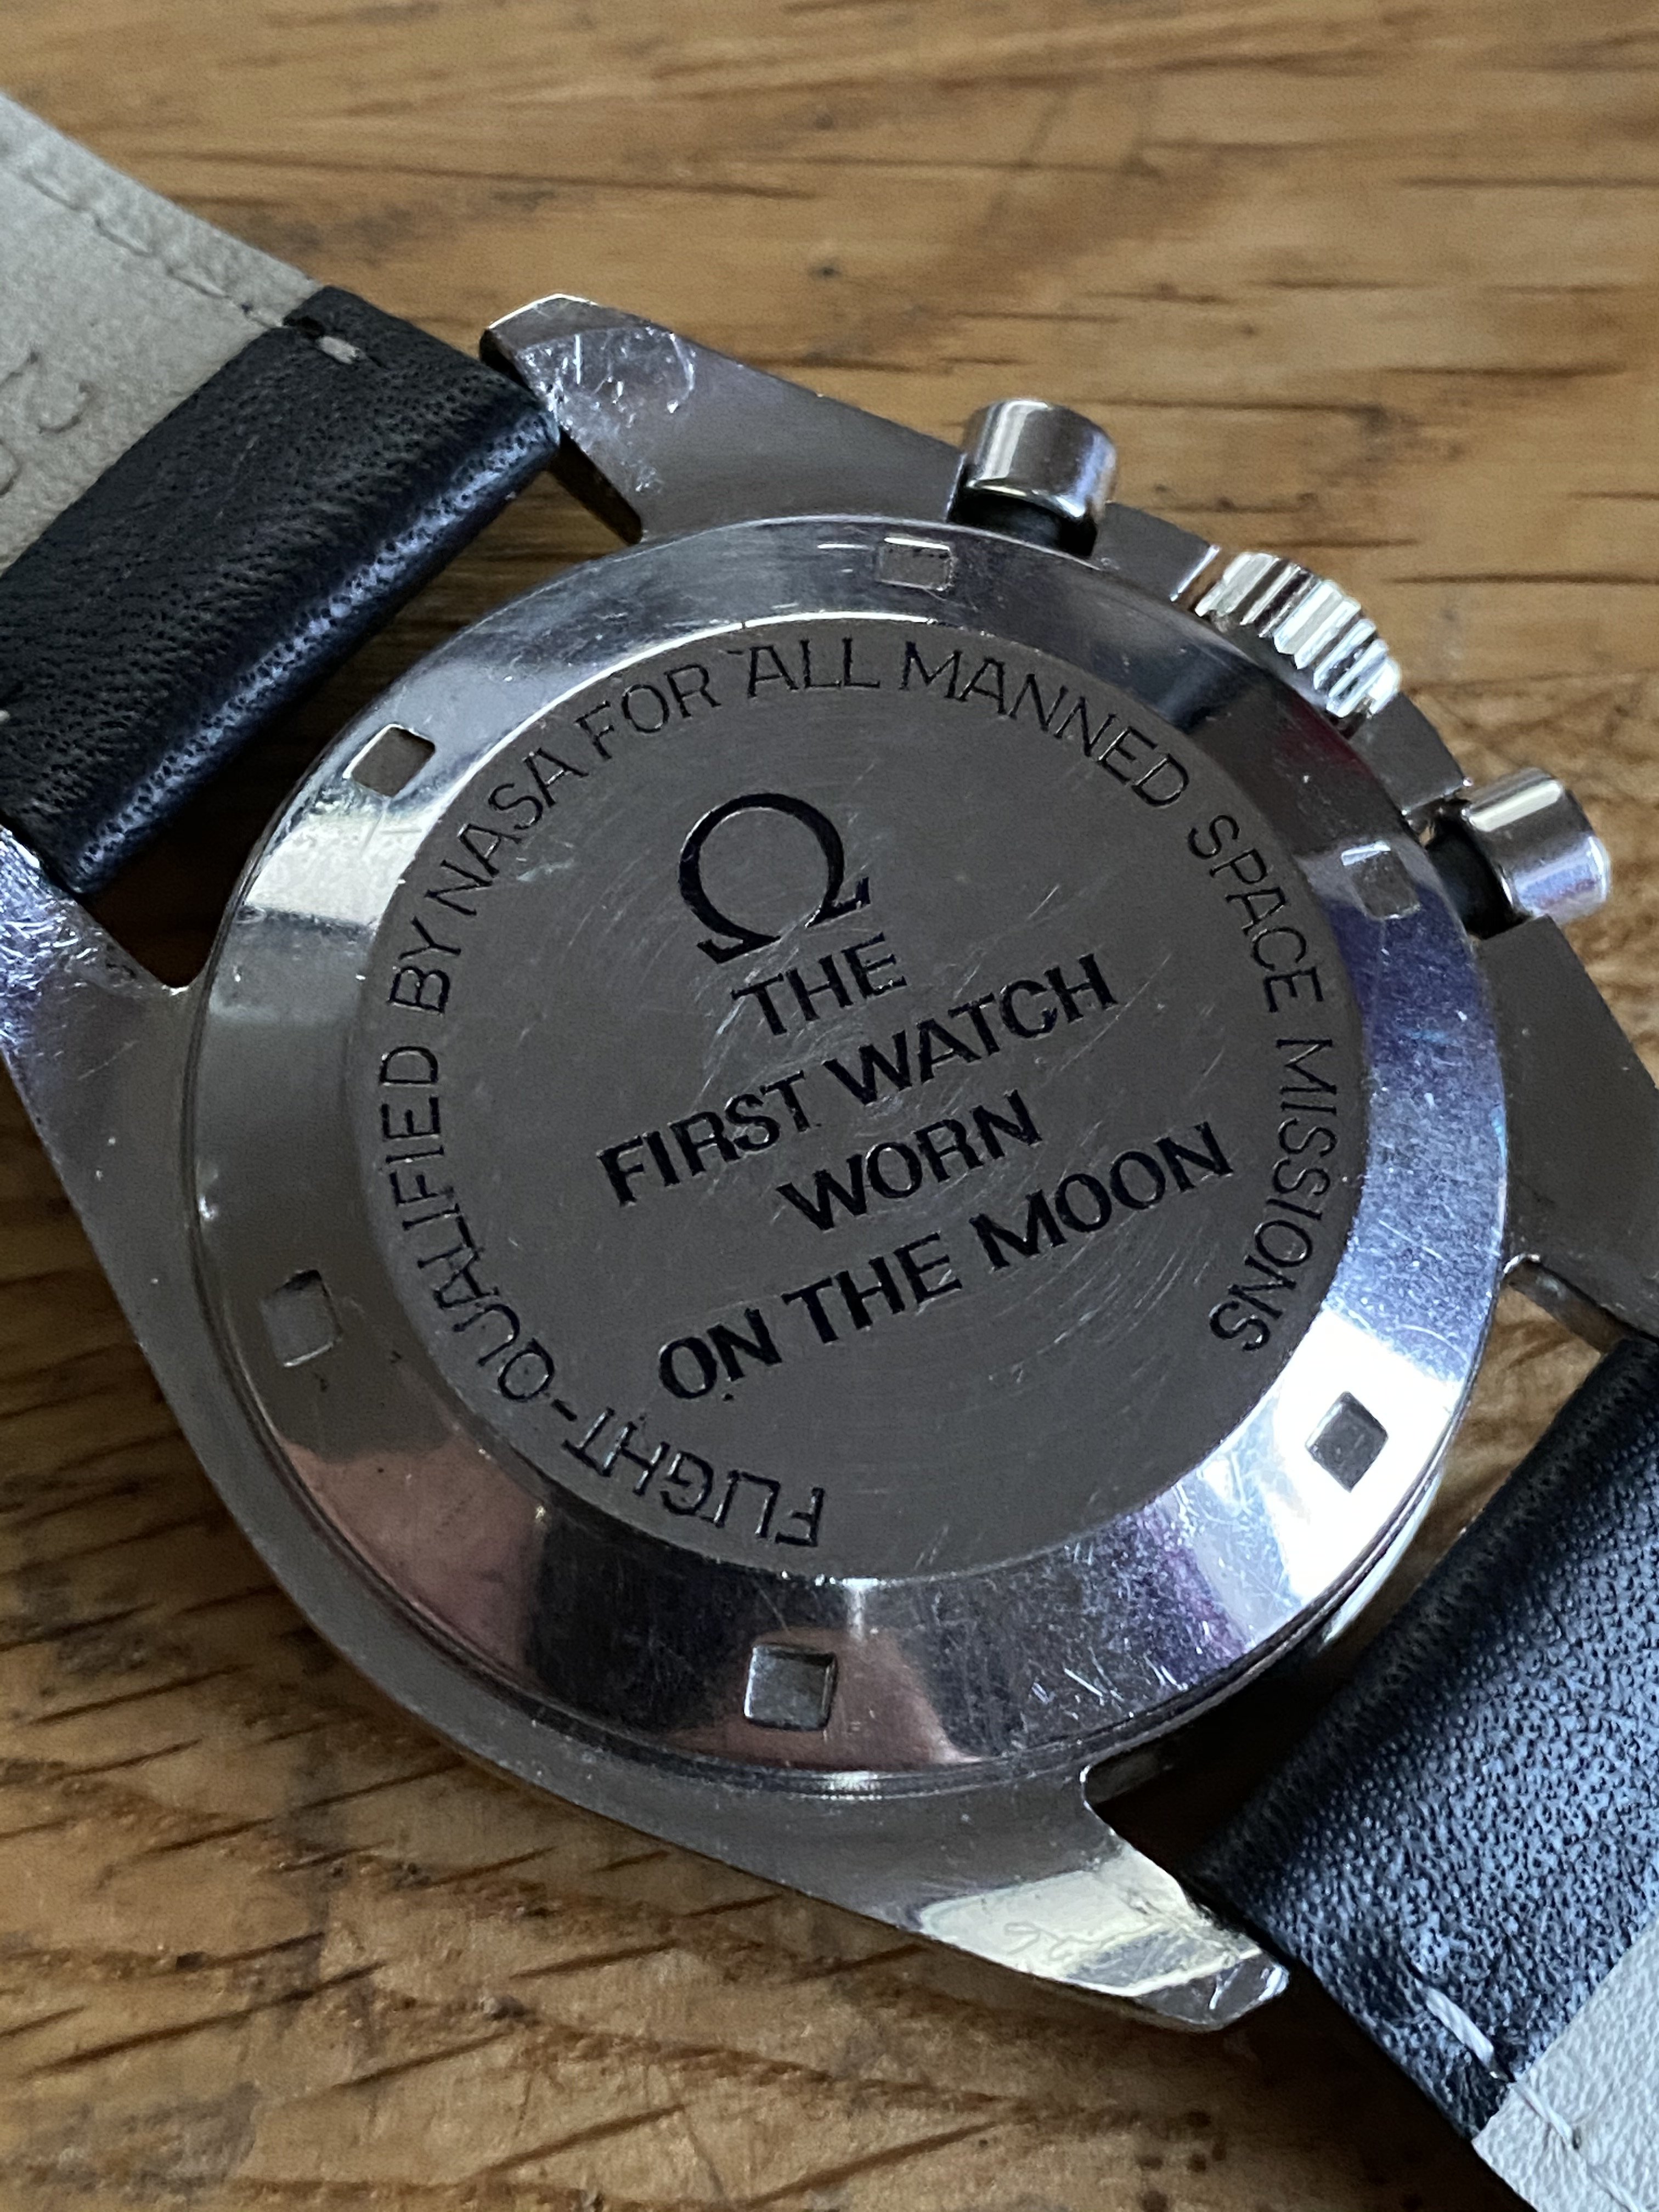 FLIGHT-QUALIFIED BY NASA FOR ALL MANNED SPACE MISSIONS
Ω
THE
FIRST WATCH
WORN
ON THE MOON